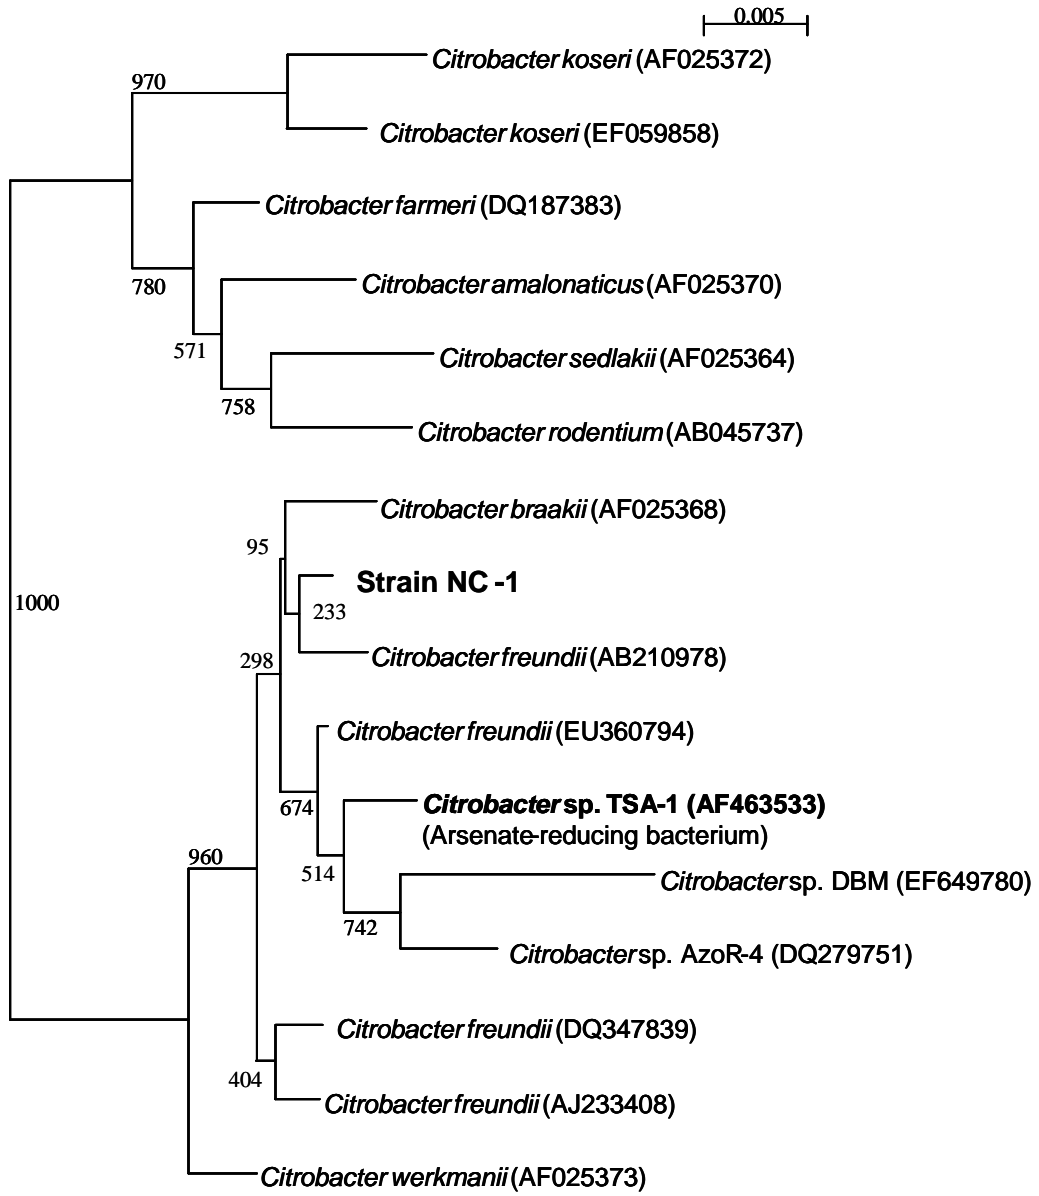 0.005
Citrobacter koseri (AF025372)
970
Citrobacter koseri (EF059858)
Citrobacter farmeri (DQ187383)
780
Citrobacter amalonaticus (AF025370)
571
Citrobacter sedlakii (AF025364)
758
Citrobacter rodentium (AB045737)
Citrobacter braakii (AF025368)
95
Strain NC -1
1000
233
298
Citrobacter freundii (AB210978)
Citrobacter freundii (EU360794)
674
Citrobacter sp. TSA-1 (AF463533)
(Arsenate-reducing bacterium)
960
514
Citrobacter sp. DBM (EF649780)
742
Citrobacter sp. AzoR-4 (DQ279751)
Citrobacter freundii (DQ347839)
404
Citrobacter freundii (AJ233408)
Citrobacter werkmanii (AF025373)